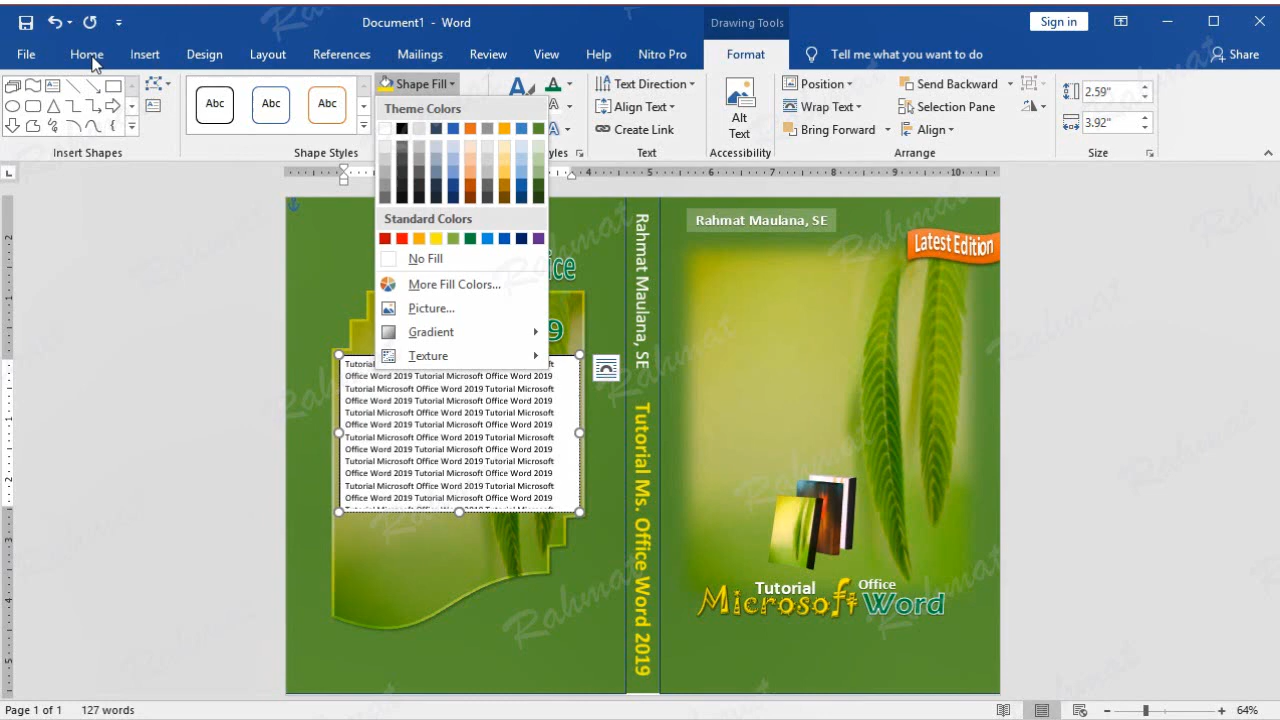 Document1 - Word
Drawing Tools
Sign in
File Home Insert Design Layout References Mailings Review View Help Nitro Pro Format Tell me what you want to do Share
Abc Abc Abc
Shape Fill
Text Direction
Align Text
Create Link
Alt
Text
Position
Wrap Text
Bring Forward
Send Backward
Selection Pane
Align
2.59"
3.92"
Insert Shapes
Shape Styles
Text
Accessibility
Arrange
Size
Theme Colors
Standard Colors
No Fill
More Fill Colors...
Picture...
Gradient
Texture
4 5 6 7 8 9 10
Office Word 2019 Tutorial Microsoft Office Word 2019
Tutorial Microsoft Office Word 2019 Tutorial Microsoft
Office Word 2019 Tutorial Microsoft Office Word 2019
Tutorial Microsoft Office Word 2019 Tutorial Microsoft
Office Word 2019 Tutorial Microsoft Office Word 2019
Tutorial Microsoft Office Word 2019 Tutorial Microsoft
Office Word 2019 Tutorial Microsoft Office Word 2019
Tutorial Microsoft Office Word 2019 Tutorial Microsoft
Office Word 2019 Tutorial Microsoft Office Word 2019
Tutorial Microsoft Office Word 2019 Tutorial Microsoft
Office Word 2019 Tutorial Microsoft Office Word 2019
Rahmat Maulana, SE
Tutorial Ms. Office Word 2019
Rahmat Maulana, SE
Latest Edition
Tutorial
Office
Microsoft Word
Page 1 of 1 127 words
64%
Rahmat